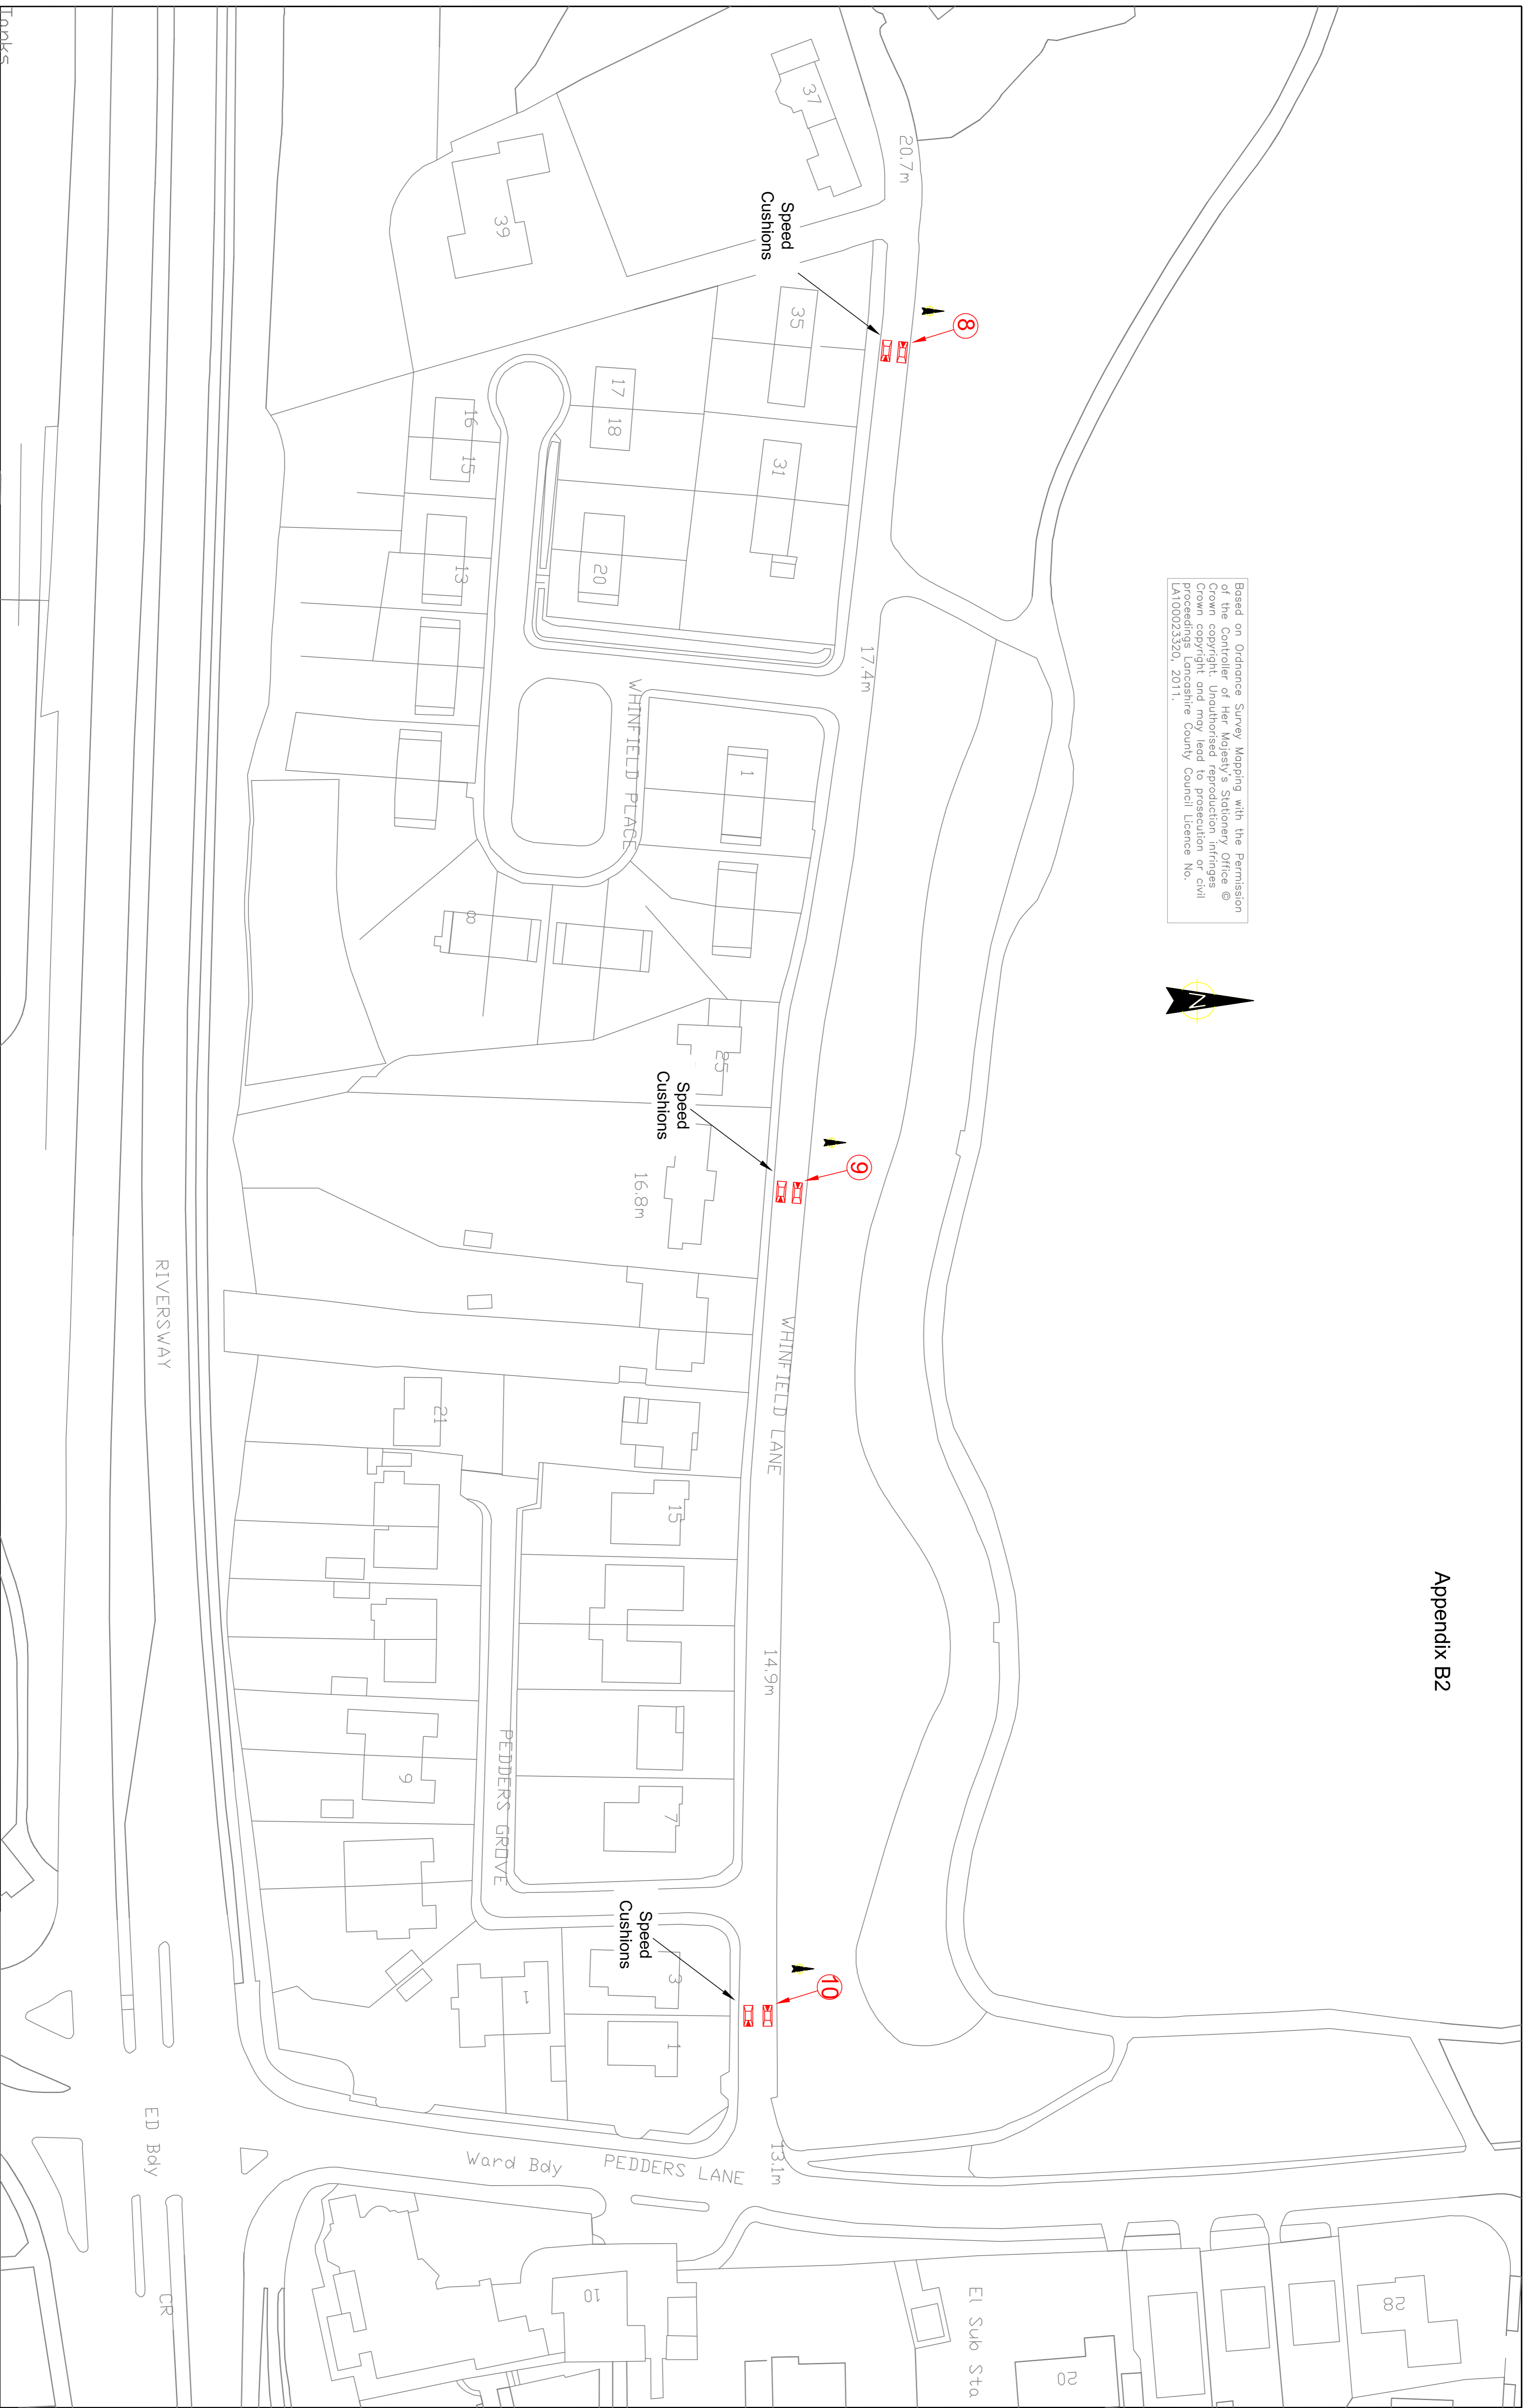 Appendix B2
Based on Ordnance Survey Mapping with the Permission
of the Controller of Her Majesty's Stationery Office ©
Crown copyright. Unauthorised reproduction infringes
Crown copyright and may lead to prosecution or civil
proceedings Lancashire County Council Licence No.
LA100023320, 2011.
N
8
9
10
20.7m
17.4m
14.9m
13.1m
37
Speed
Cushions
35
31
39
17
18
20
16
15
13
WHINFIELD PLACE
1
8
25
Speed
Cushions
16.8m
WHINFIELD LANE
21
15
9
7
PEDDERS GROVE
Speed
Cushions
3
1
11
Ward Bdy
PEDDERS LANE
10
El Sub Sta
20
28
RIVERSWAY
ED Bdy
CR
Tanks